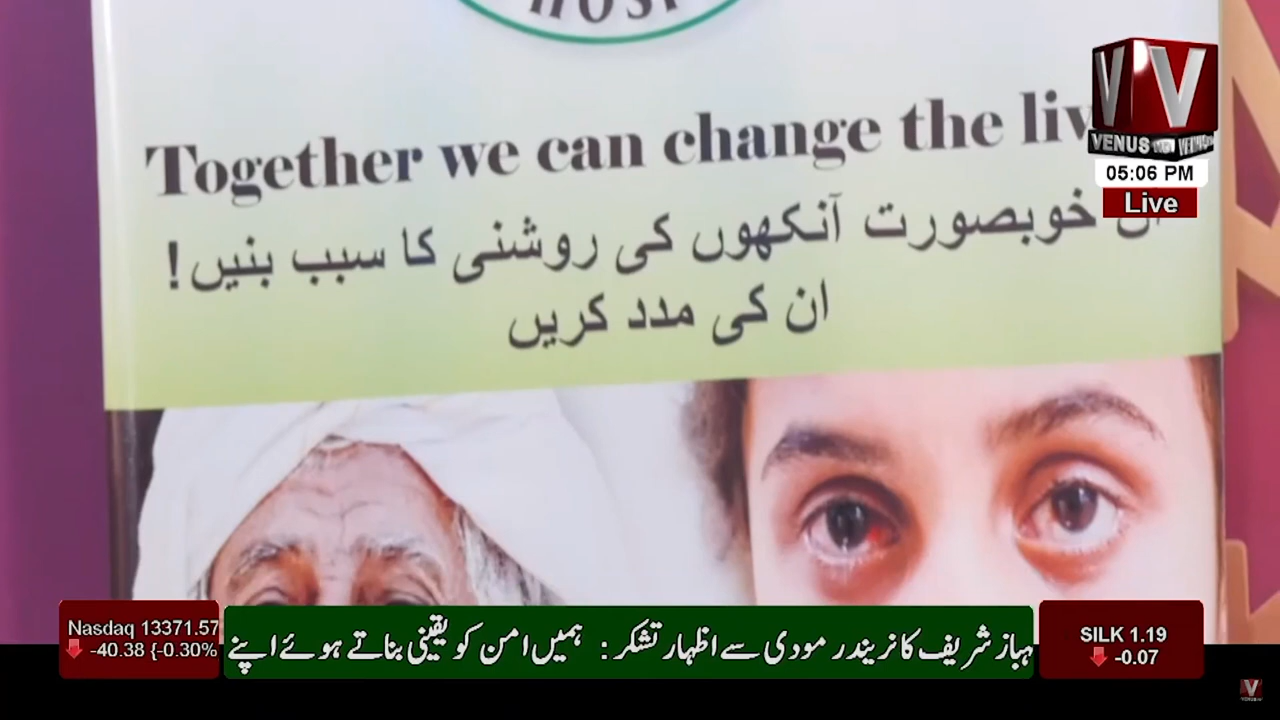 HOSP
Together we can change the liv
ان خوبصورت آنکھوں کی روشنی کا سبب بنیں!
ان کی مدد کریں
VV
VENUS
05:06 PM
Live
Nasdaq 13371.57
-40.38 {-0.30%
ہباز شریف کا نریندر مودی سے اظہار تشکر : ہمیں امن کو یقینی بناتے ہوئے اپنے
SILK 1.19
-0.07